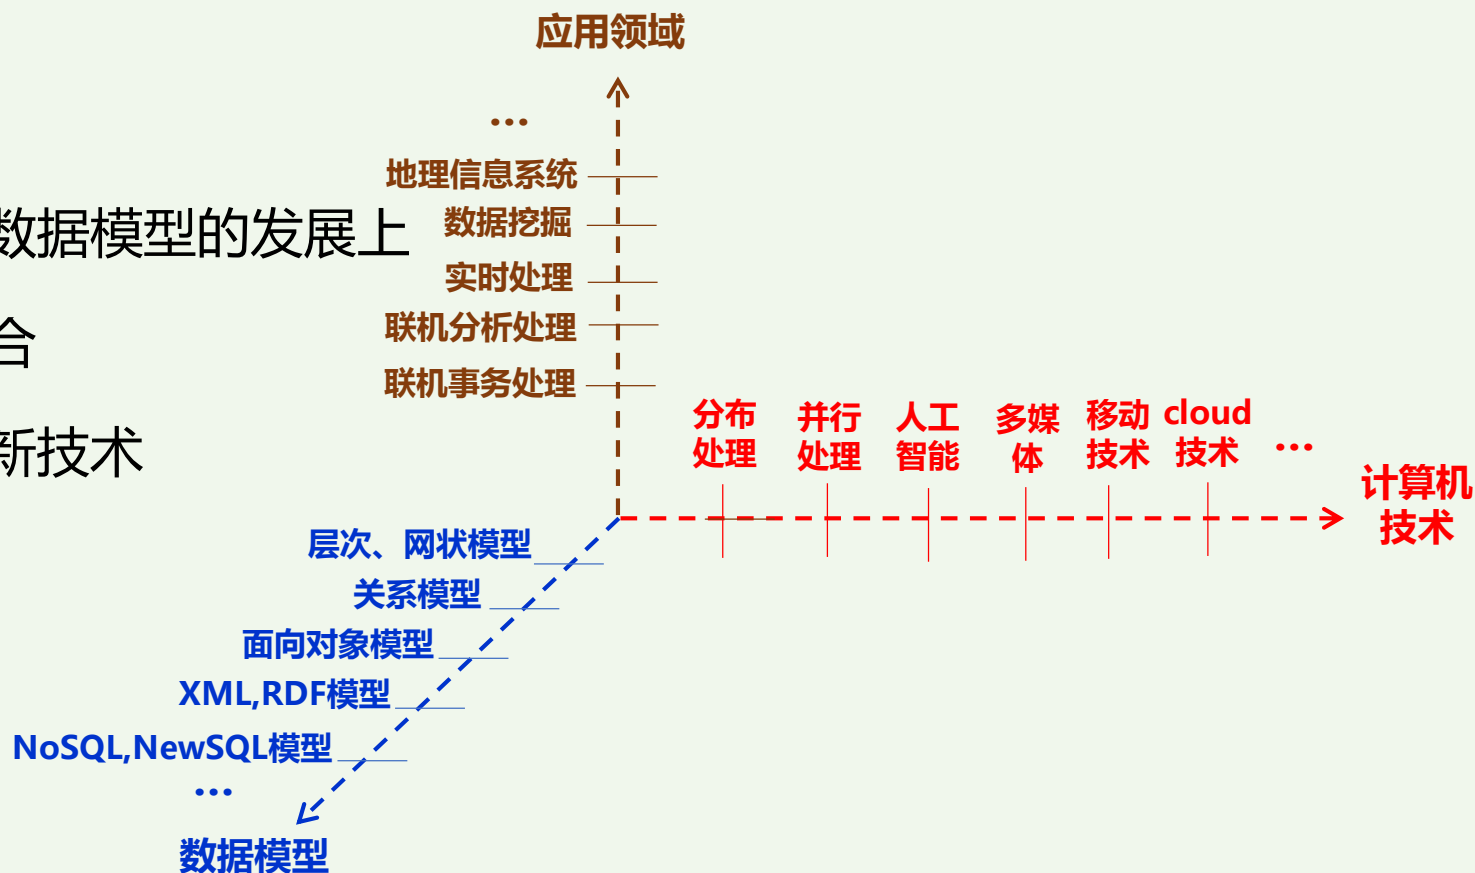 应用领域
...
地理信息系统
数据模型的发展上
数据挖掘
实时处理
合
联机分析处理
联机事务处理
新技术
分布
处理
并行
处理
人工
智能
多媒
体
移动
技术
cloud
技术
...
计算机
技术
层次、网状模型
关系模型
面向对象模型
XML,RDF模型
NoSQL,NewSQL模型
...
数据模型